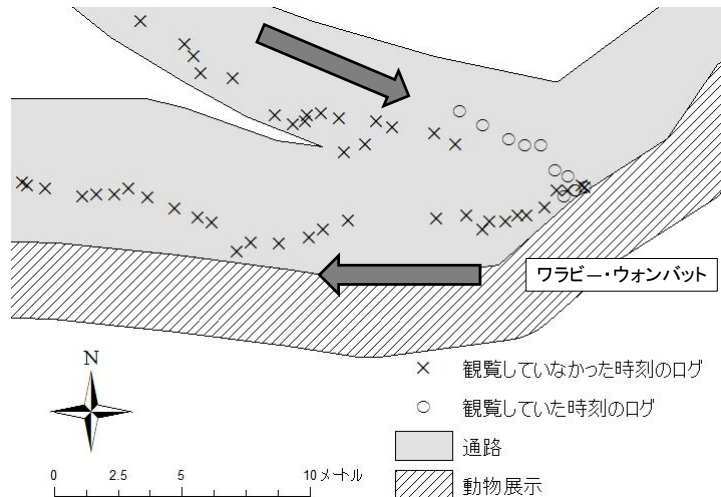 ワラビー・ウォンバット
N
× 観覧していなかった時刻のログ
○ 観覧していた時刻のログ
通路
動物展示
0 2.5 5 10 メートル